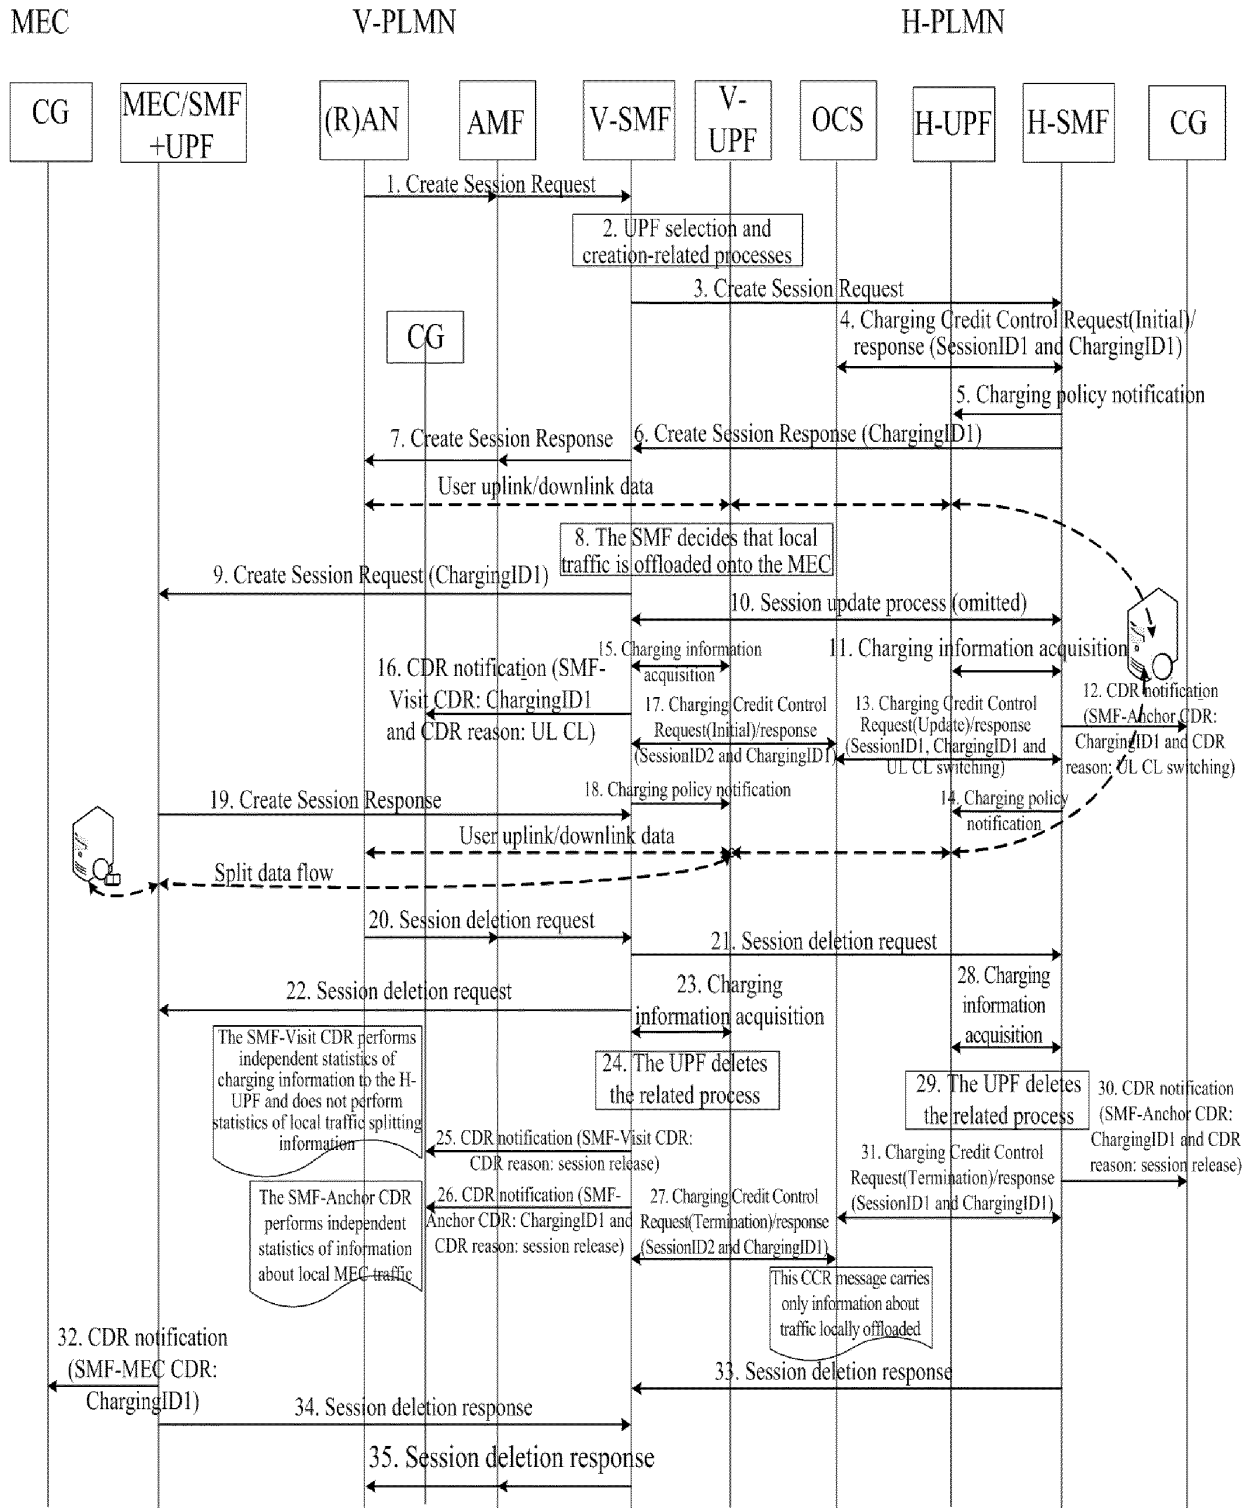 MEC
V-PLMN
H-PLMN
CG
MEC/SMF
+UPF
(R)AN
AMF
V-SMF
V-
UPF
OCS
H-UPF
H-SMF
CG
1. Create Session Request
2. UPF selection and
creation-related processes
3. Create Session Request
CG
4. Charging Credit Control Request(Initial)/
response (SessionID1 and ChargingID1)
5. Charging policy notification
6. Create Session Response (ChargingID1)
7. Create Session Response
User uplink/downlink data
8. The SMF decides that local
traffic is offloaded onto the MEC
9. Create Session Request (ChargingID1)
10. Session update process (omitted)
11. Charging information acquisition
15. Charging information
acquisition
16. CDR notification (SMF-
Visit CDR: ChargingID1
and CDR reason: UL CL)
17. Charging Credit Control
Request(Initial)/response
(SessionID2 and ChargingID1)
13. Charging Credit Control
Request(Update)/response
(SessionID1, ChargingID1 and
UL CL switching)
12. CDR notification
(SMF-Anchor CDR:
ChargingID1 and CDR
reason: UL CL switching)
19. Create Session Response
18. Charging policy notification
14. Charging policy
notification
User uplink/downlink data
Split data flow
20. Session deletion request
21. Session deletion request
22. Session deletion request
23. Charging
information acquisition
28. Charging
information
acquisition
The SMF-Visit CDR performs
independent statistics of
charging information to the H-
UPF and does not perform
statistics of local traffic splitting
information
24. The UPF deletes
the related process
29. The UPF deletes
the related process
30. CDR notification
(SMF-Anchor CDR:
ChargingID1 and CDR
reason: session release)
25. CDR notification (SMF-Visit CDR:
CDR reason: session release)
31. Charging Credit Control
Request(Termination)/response
(SessionID1 and ChargingID1)
The SMF-Anchor CDR
performs independent
statistics of information
about local MEC traffic
26. CDR notification (SMF-
Anchor CDR: ChargingID1 and
CDR reason: session release)
27. Charging Credit Control
Request(Termination)/response
(SessionID2 and ChargingID1)
This CCR message carries
only information about
traffic locally offloaded
32. CDR notification
(SMF-MEC CDR:
ChargingID1)
33. Session deletion response
34. Session deletion response
35. Session deletion response